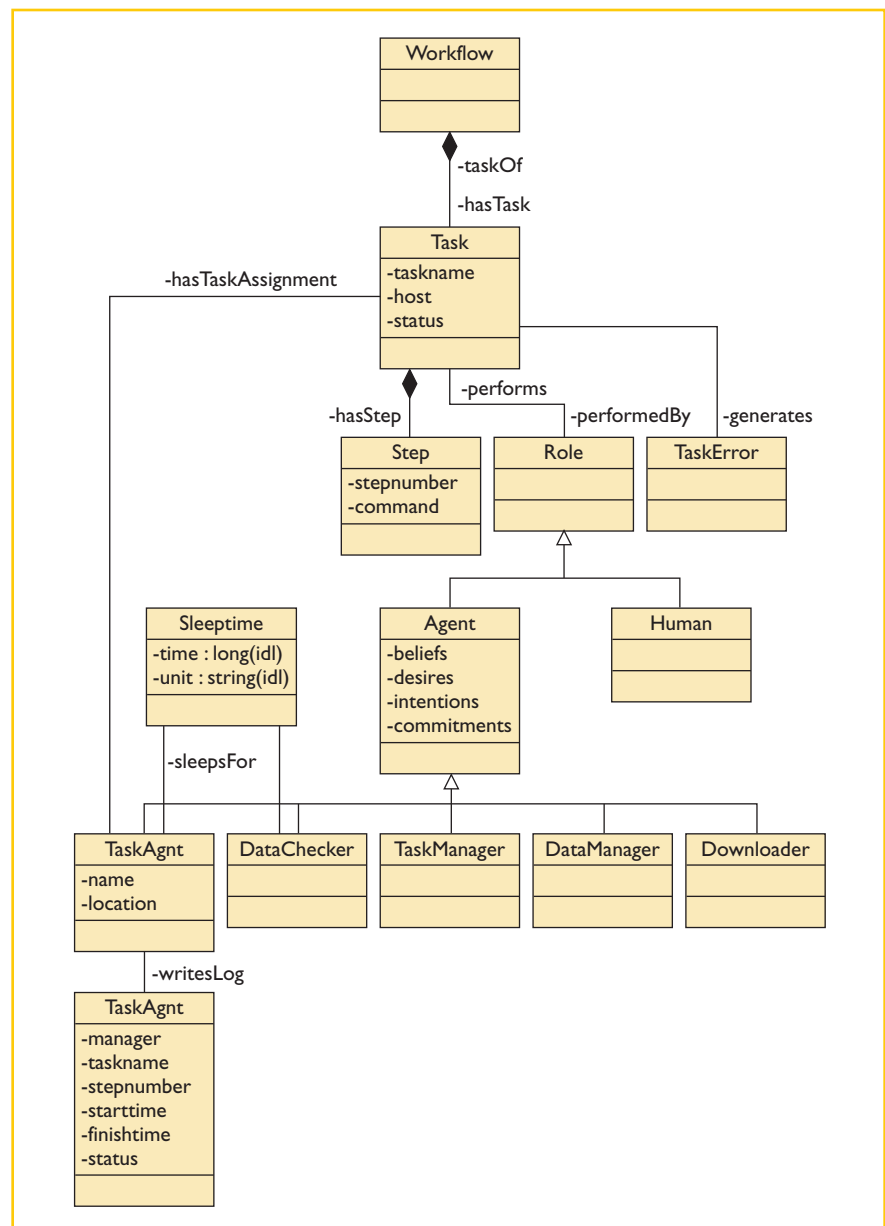 Workflow
-taskOf
-hasTask
Task
-taskname
-host
-status
-hasTaskAssignment
-performs
-hasStep
-performedBy
-generates
Step
-stepnumber
-command
Role
TaskError
Sleeptime
-time : long(idl)
-unit : string(idl)
Agent
-beliefs
-desires
-intentions
-commitments
Human
-sleepsFor
TaskAgnt
-name
-location
DataChecker
TaskManager
DataManager
Downloader
-writesLog
TaskAgnt
-manager
-taskname
-stepnumber
-starttime
-finishtime
-status